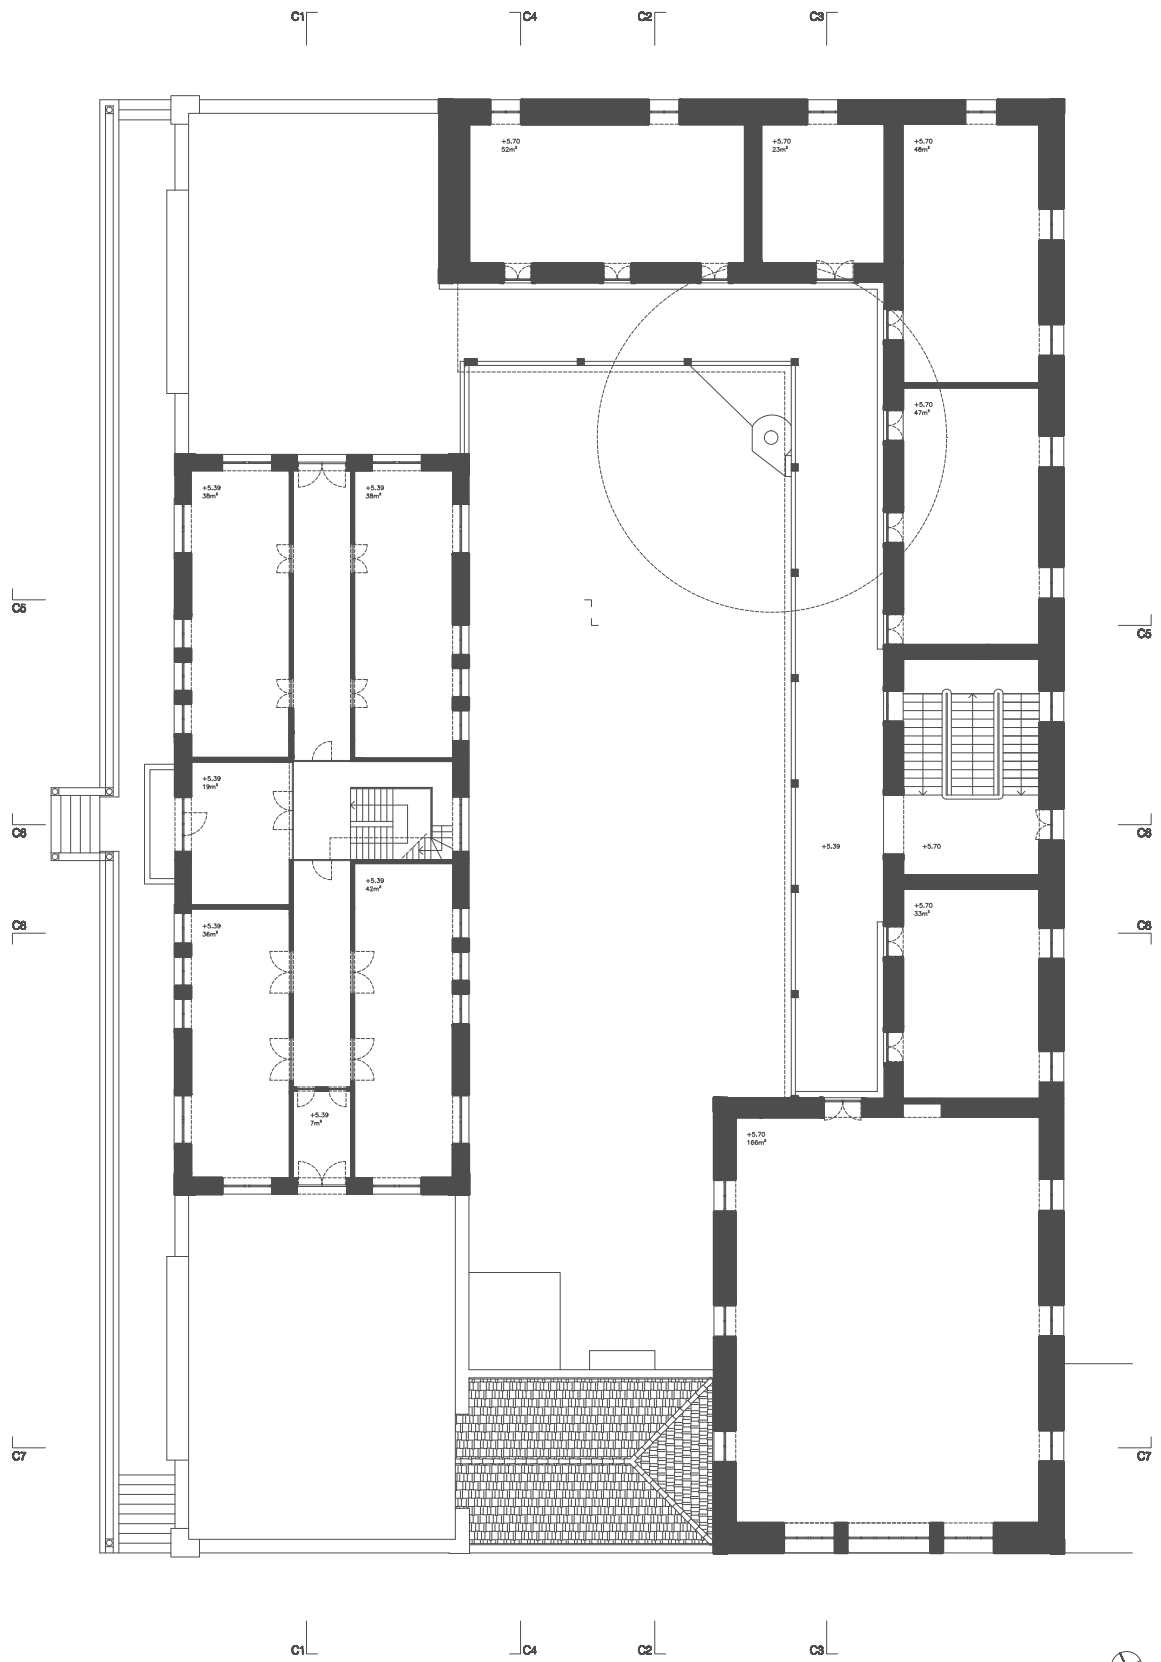 C1
C4
C2
C3
+5.70
52m²
+5.70
23m²
+5.70
48m²
+5.70
47m²
+5.39
38m²
+5.39
38m²
C5
C5
+5.39
19m²
C6
C6
+5.39
+5.70
+5.39
42m²
+5.70
33m²
C8
C8
+5.39
36m²
+5.39
7m²
+5.70
166m²
C7
C7
C1
C4
C2
C3